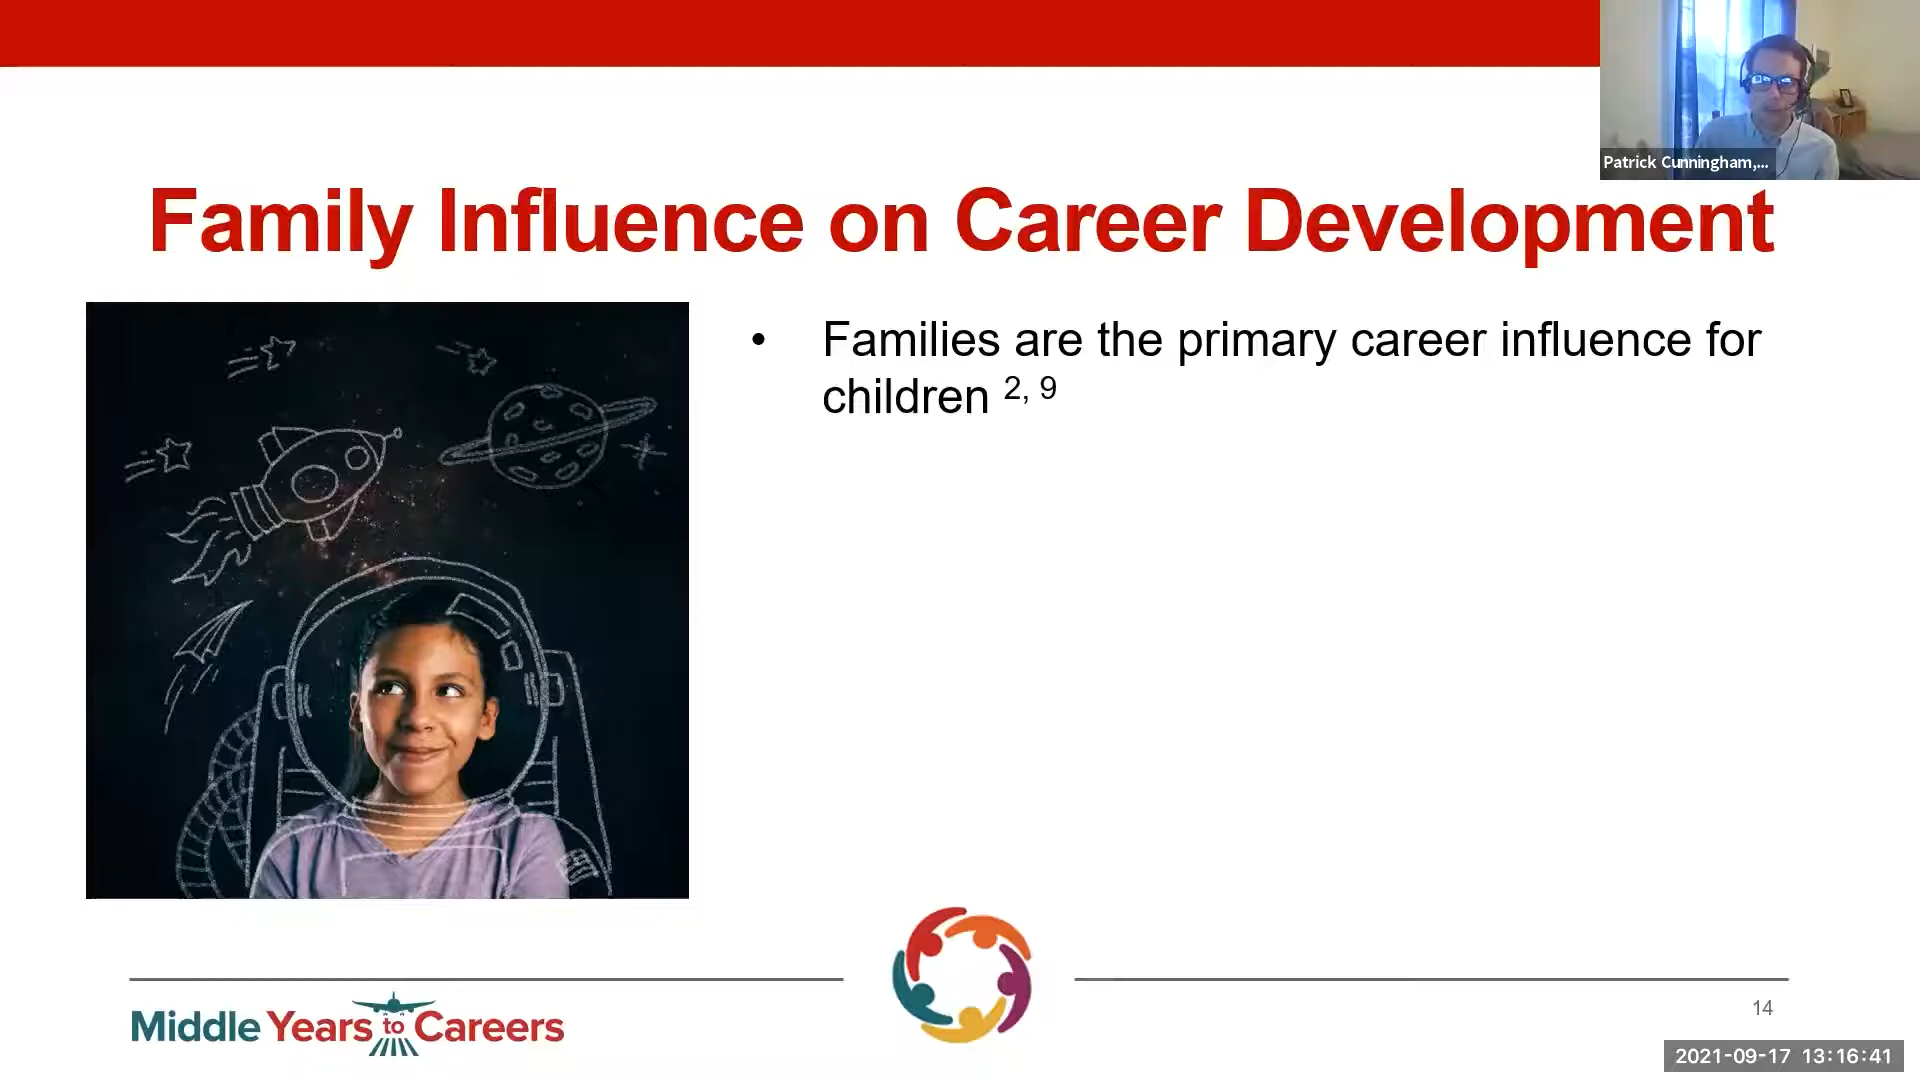 Patrick Cunningham,...
Family Influence on Career Development
• Families are the primary career influence for
children 2, 9
Middle Years to Careers
14
2021-09-17 13:16:41